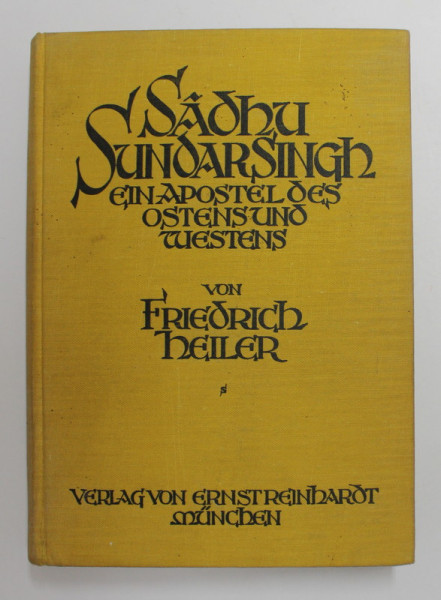 Sâdhu
Sundar Singh
ein Apostel des
Ostens und
Westens
von
Friedrich
Heiler
Verlag von Ernst Reinhardt
München